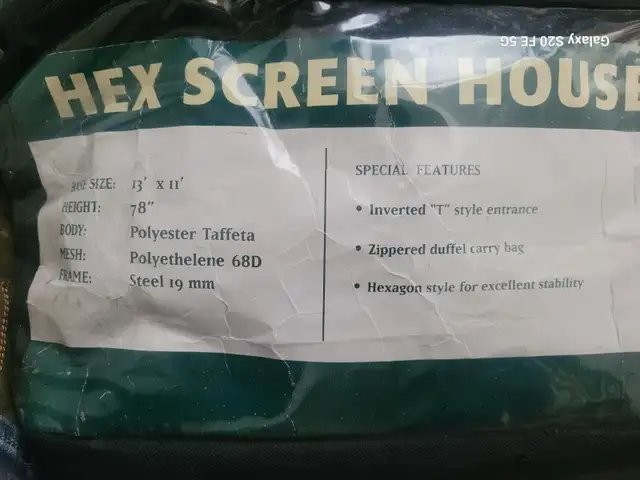 Galaxy S20 FE 5G
HEX SCREEN HOUSE
BASE SIZE: 13' x 11'
HEIGHT: 78"
BODY: Polyester Taffeta
MESH: Polyethelene 68D
FRAME: Steel 19 mm
SPECIAL FEATURES
• Inverted "T" style entrance
• Zippered duffel carry bag
• Hexagon style for excellent stability